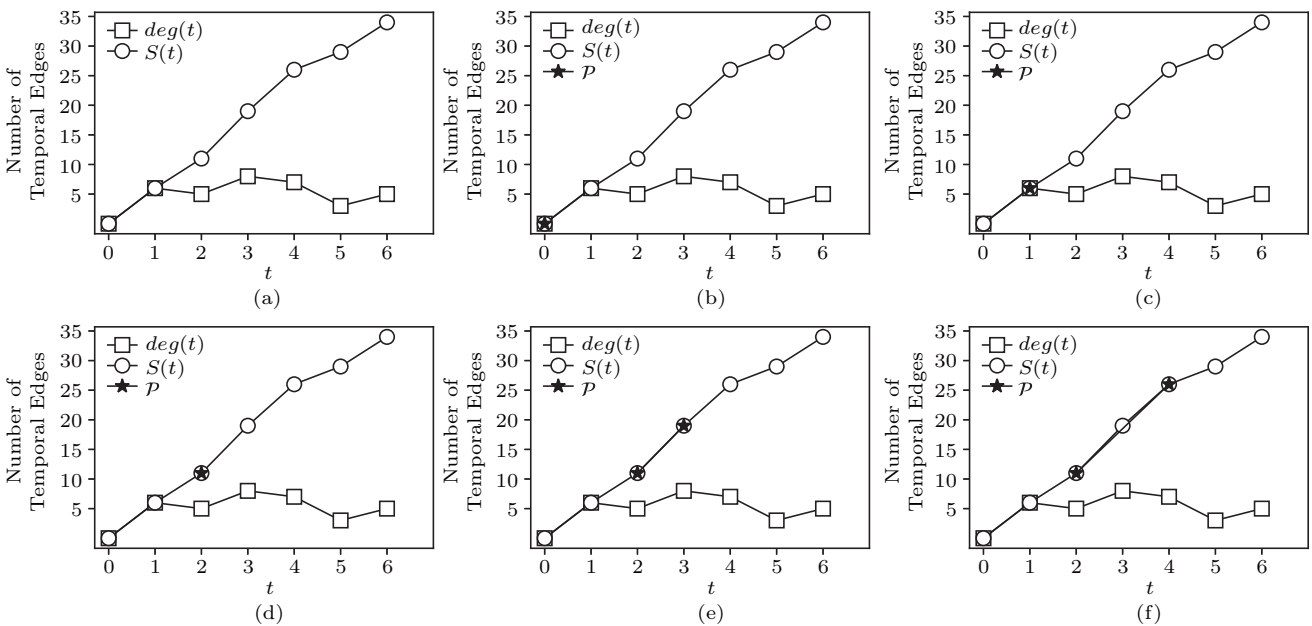 Number of
Temporal Edges
35
30
25
20
15
10
5
deg(t)
S(t)
0 1 2 3 4 5 6
t
(a)
Number of
Temporal Edges
35
30
25
20
15
10
5
deg(t)
S(t)
P
0 1 2 3 4 5 6
t
(b)
Number of
Temporal Edges
35
30
25
20
15
10
5
deg(t)
S(t)
P
0 1 2 3 4 5 6
t
(c)
Number of
Temporal Edges
35
30
25
20
15
10
5
deg(t)
S(t)
P
0 1 2 3 4 5 6
t
(d)
Number of
Temporal Edges
35
30
25
20
15
10
5
deg(t)
S(t)
P
0 1 2 3 4 5 6
t
(e)
Number of
Temporal Edges
35
30
25
20
15
10
5
deg(t)
S(t)
P
0 1 2 3 4 5 6
t
(f)